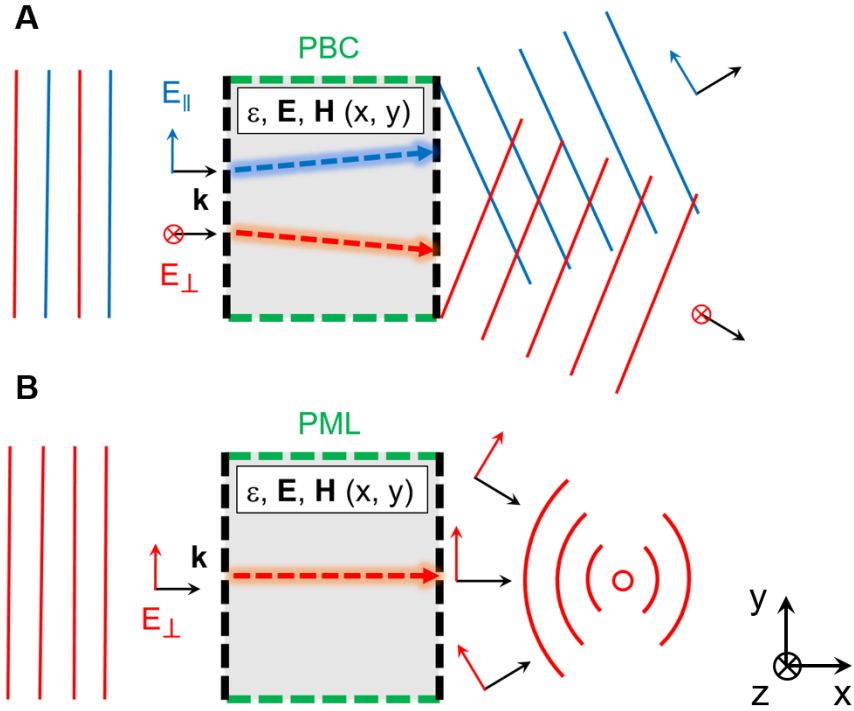 A
PBC
E∥
ε, E, H (x, y)
k
E⊥
B
PML
ε, E, H (x, y)
k
E⊥
y
z
x